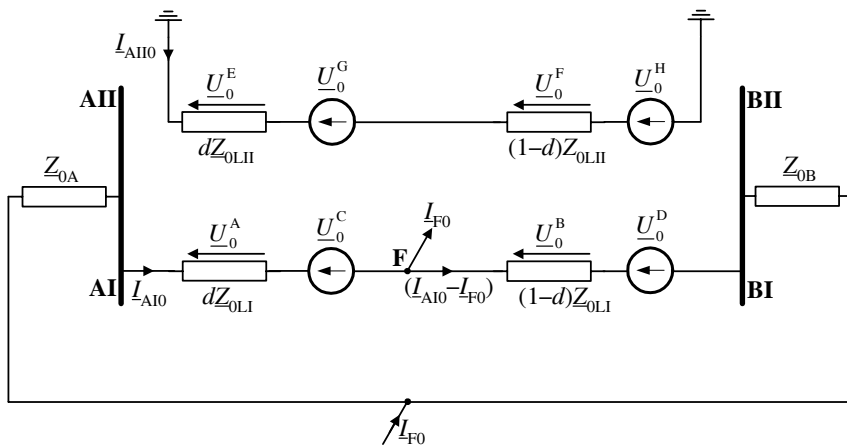 I_AII0
U_0^E
U_0^G
U_0^F
U_0^H
AII
BII
dZ_0LII
(1–d)Z_0LII
Z_0A
Z_0B
U_0^A
U_0^C
I_F0
U_0^B
U_0^D
F
AI
I_AI0
dZ_0LI
(I_AI0–I_F0)
(1–d)Z_0LI
BI
I_F0